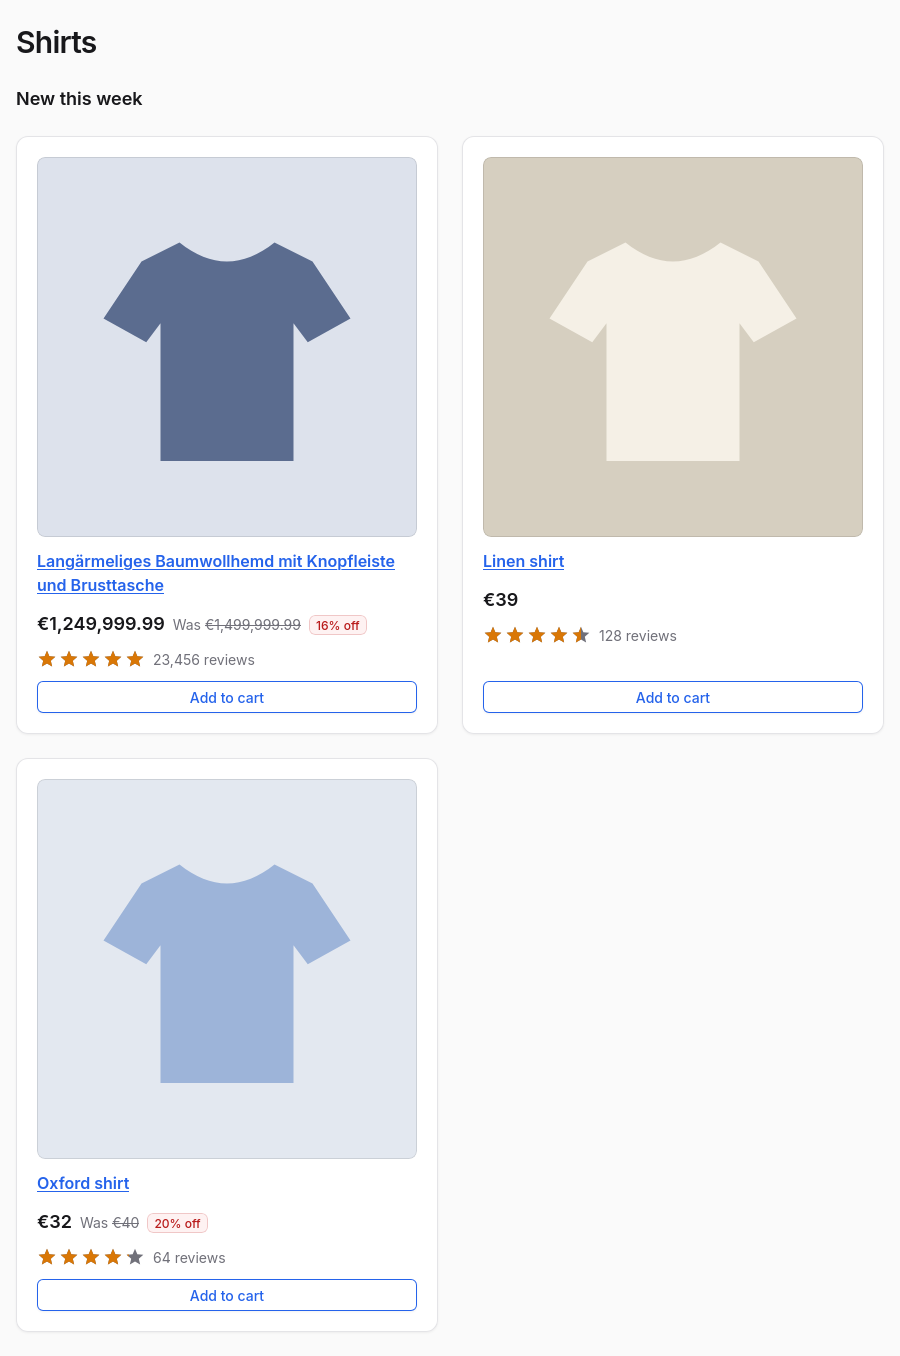 Shirts
New this week
Langärmeliges Baumwollhemd mit Knopfleiste
und Brusttasche
€1,249,999.99 Was €1,499,999.99 16% off
23,456 reviews
Add to cart
Linen shirt
€39
128 reviews
Add to cart
Oxford shirt
€32 Was €40 20% off
64 reviews
Add to cart